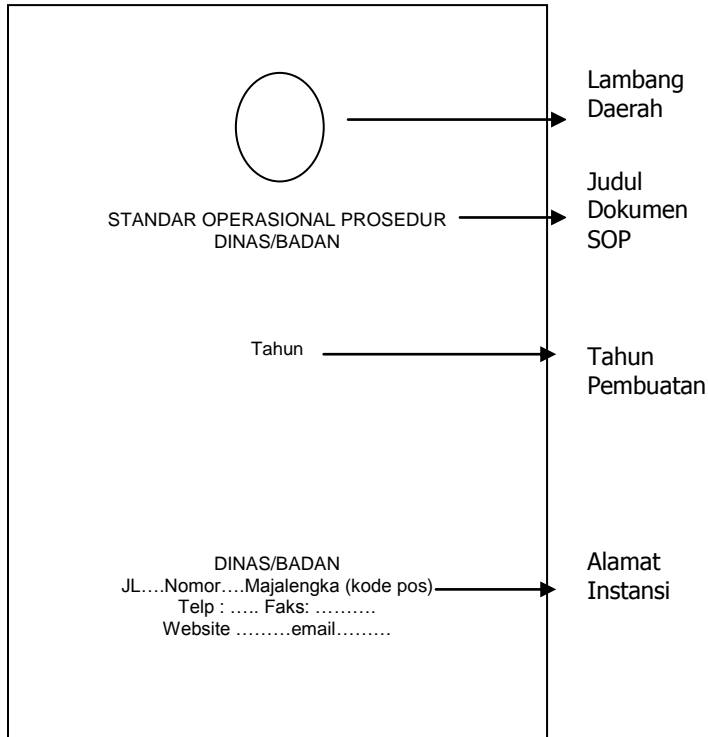 Lambang
Daerah
STANDAR OPERASIONAL PROSEDUR
DINAS/BADAN
Judul
Dokumen
SOP
Tahun
Tahun
Pembuatan
DINAS/BADAN
JL….Nomor….Majalengka (kode pos)
Telp : ….. Faks: ……….
Website ………email………
Alamat
Instansi